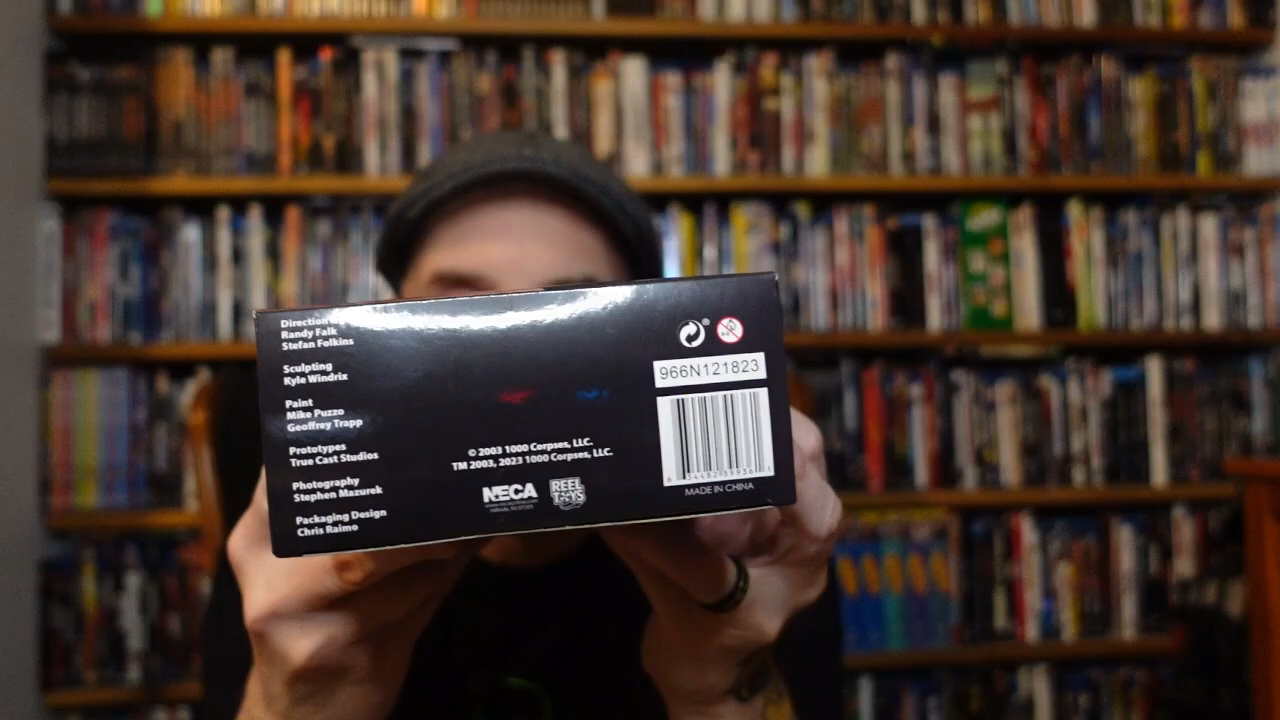 Direction
Randy Falk
Stefan Folkins
Sculpting
Kyle Windrix
Paint
Mike Puzzo
Geoffrey Trapp
Prototypes
True Cast Studios
Photography
Stephen Mazurek
Packaging Design
Chris Raimo
© 2003 1000 Corpses, LLC.
TM 2003, 2023 1000 Corpses, LLC.
NECA
REEL
TOYS
®
966N121823
MADE IN CHINA